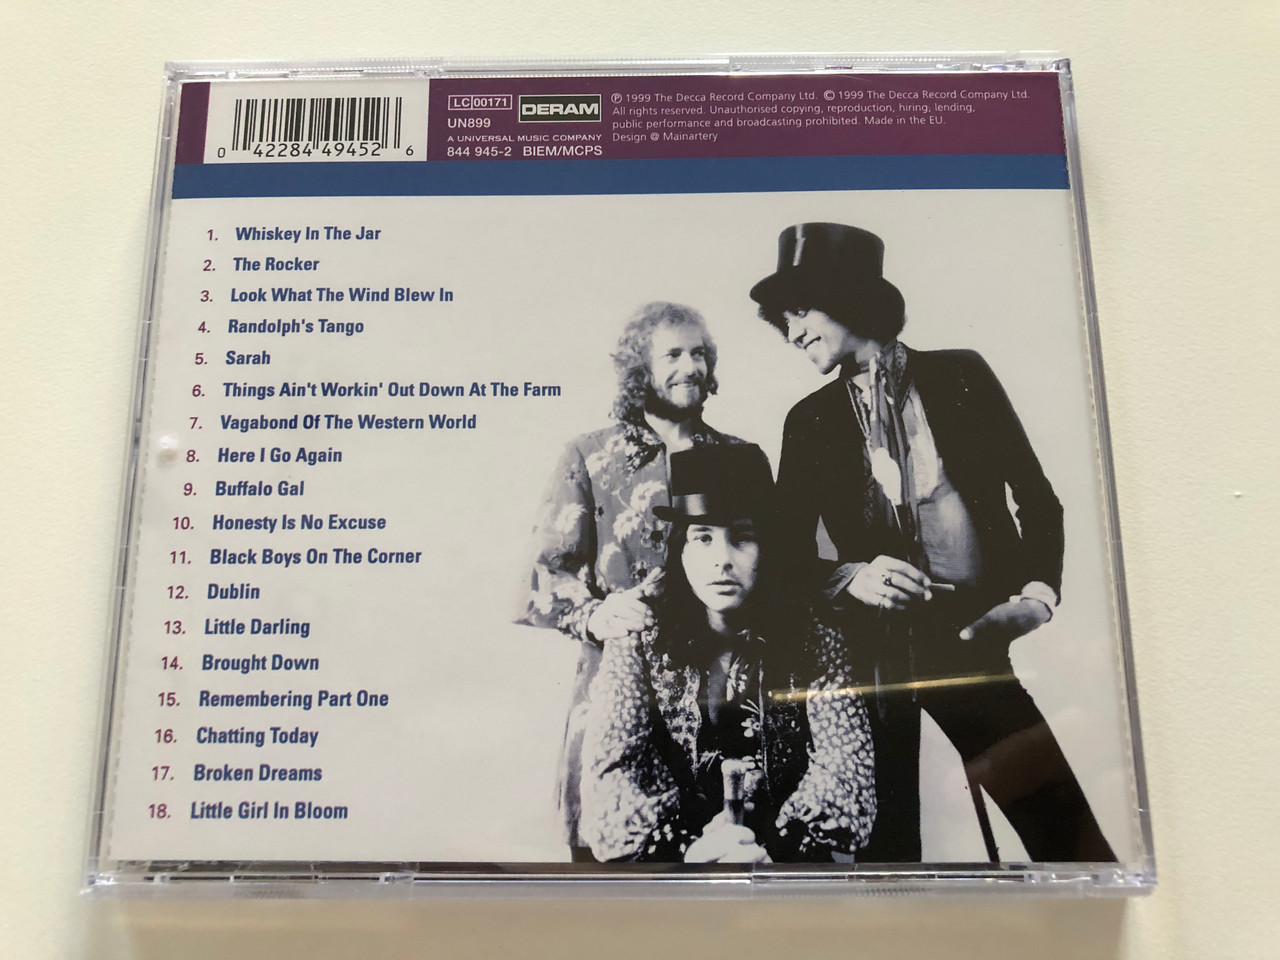 0 42284 49452 6
LC 00171
DERAM
UN899
A UNIVERSAL MUSIC COMPANY
844 945-2 BIEM/MCPS
℗ 1999 The Decca Record Company Ltd. © 1999 The Decca Record Company Ltd.
All rights reserved. Unauthorised copying, reproduction, hiring, lending,
public performance and broadcasting prohibited. Made in the EU.
Design @ Mainartery
1. Whiskey In The Jar
2. The Rocker
3. Look What The Wind Blew In
4. Randolph's Tango
5. Sarah
6. Things Ain't Workin' Out Down At The Farm
7. Vagabond Of The Western World
8. Here I Go Again
9. Buffalo Gal
10. Honesty Is No Excuse
11. Black Boys On The Corner
12. Dublin
13. Little Darling
14. Brought Down
15. Remembering Part One
16. Chatting Today
17. Broken Dreams
18. Little Girl In Bloom